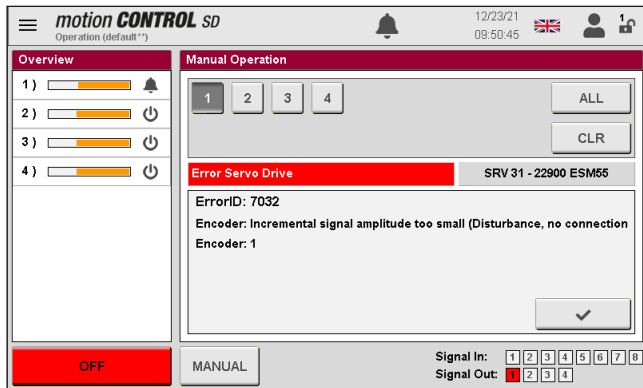 motion CONTROL SD
Operation (default**)
12/23/21
09:50:45
1
Overview
1)
2)
3)
4)
OFF
Manual Operation
1 2 3 4
ALL
CLR
Error Servo Drive
SRV 31 - 22900 ESM55
ErrorID: 7032
Encoder: Incremental signal amplitude too small (Disturbance, no connection
Encoder: 1
MANUAL
Signal In: 1 2 3 4 5 6 7 8
Signal Out: 1 2 3 4